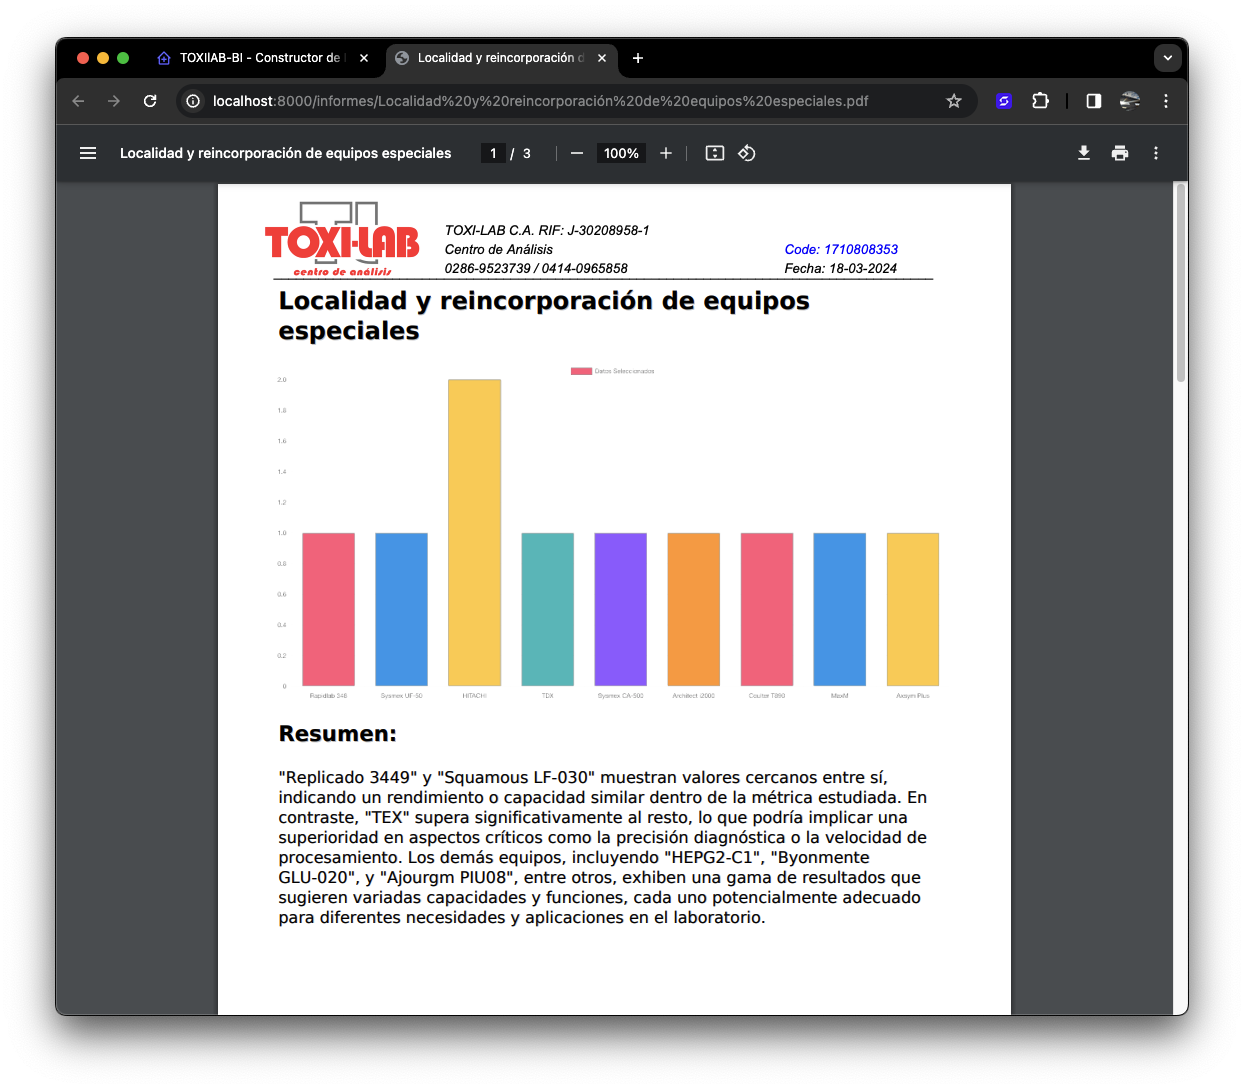 TOXIlAB-BI - Constructor de
Localidad y reincorporación d
localhost:8000/informes/Localidad%20y%20reincorporación%20de%20equipos%20especiales.pdf
Localidad y reincorporación de equipos especiales
1 / 3
100%
TOXI-LAB
centro de análisis
TOXI-LAB C.A. RIF: J-30208958-1
Centro de Análisis
Code: 1710808353
0286-9523739 / 0414-0965858
Fecha: 18-03-2024
Localidad y reincorporación de equipos
especiales
Datos Seleccionados
2.0
1.8
1.6
1.4
1.2
1.0
0.8
0.6
0.4
0.2
0
Rapidlab 348
Sysmex UF-50
HITACHI
TDX
Sysmex CA-500
Architect i2000
Coulter T890
MaxM
Axsym Plus
Resumen:
"Replicado 3449" y "Squamous LF-030" muestran valores cercanos entre sí,
indicando un rendimiento o capacidad similar dentro de la métrica estudiada. En
contraste, "TEX" supera significativamente al resto, lo que podría implicar una
superioridad en aspectos críticos como la precisión diagnóstica o la velocidad de
procesamiento. Los demás equipos, incluyendo "HEPG2-C1", "Byonmente
GLU-020", y "Ajourgm PIU08", entre otros, exhiben una gama de resultados que
sugieren variadas capacidades y funciones, cada uno potencialmente adecuado
para diferentes necesidades y aplicaciones en el laboratorio.